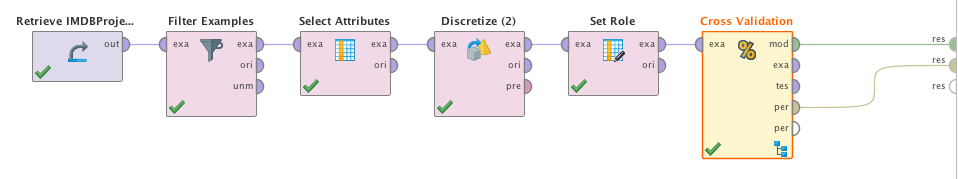 Retrieve IMDBProje... Filter Examples Select Attributes Discretize (2) Set Role Cross Validation
out exa exa exa exa exa exa exa exa exa mod res
ori ori ori ori exa res
unm pre tes res
per
per